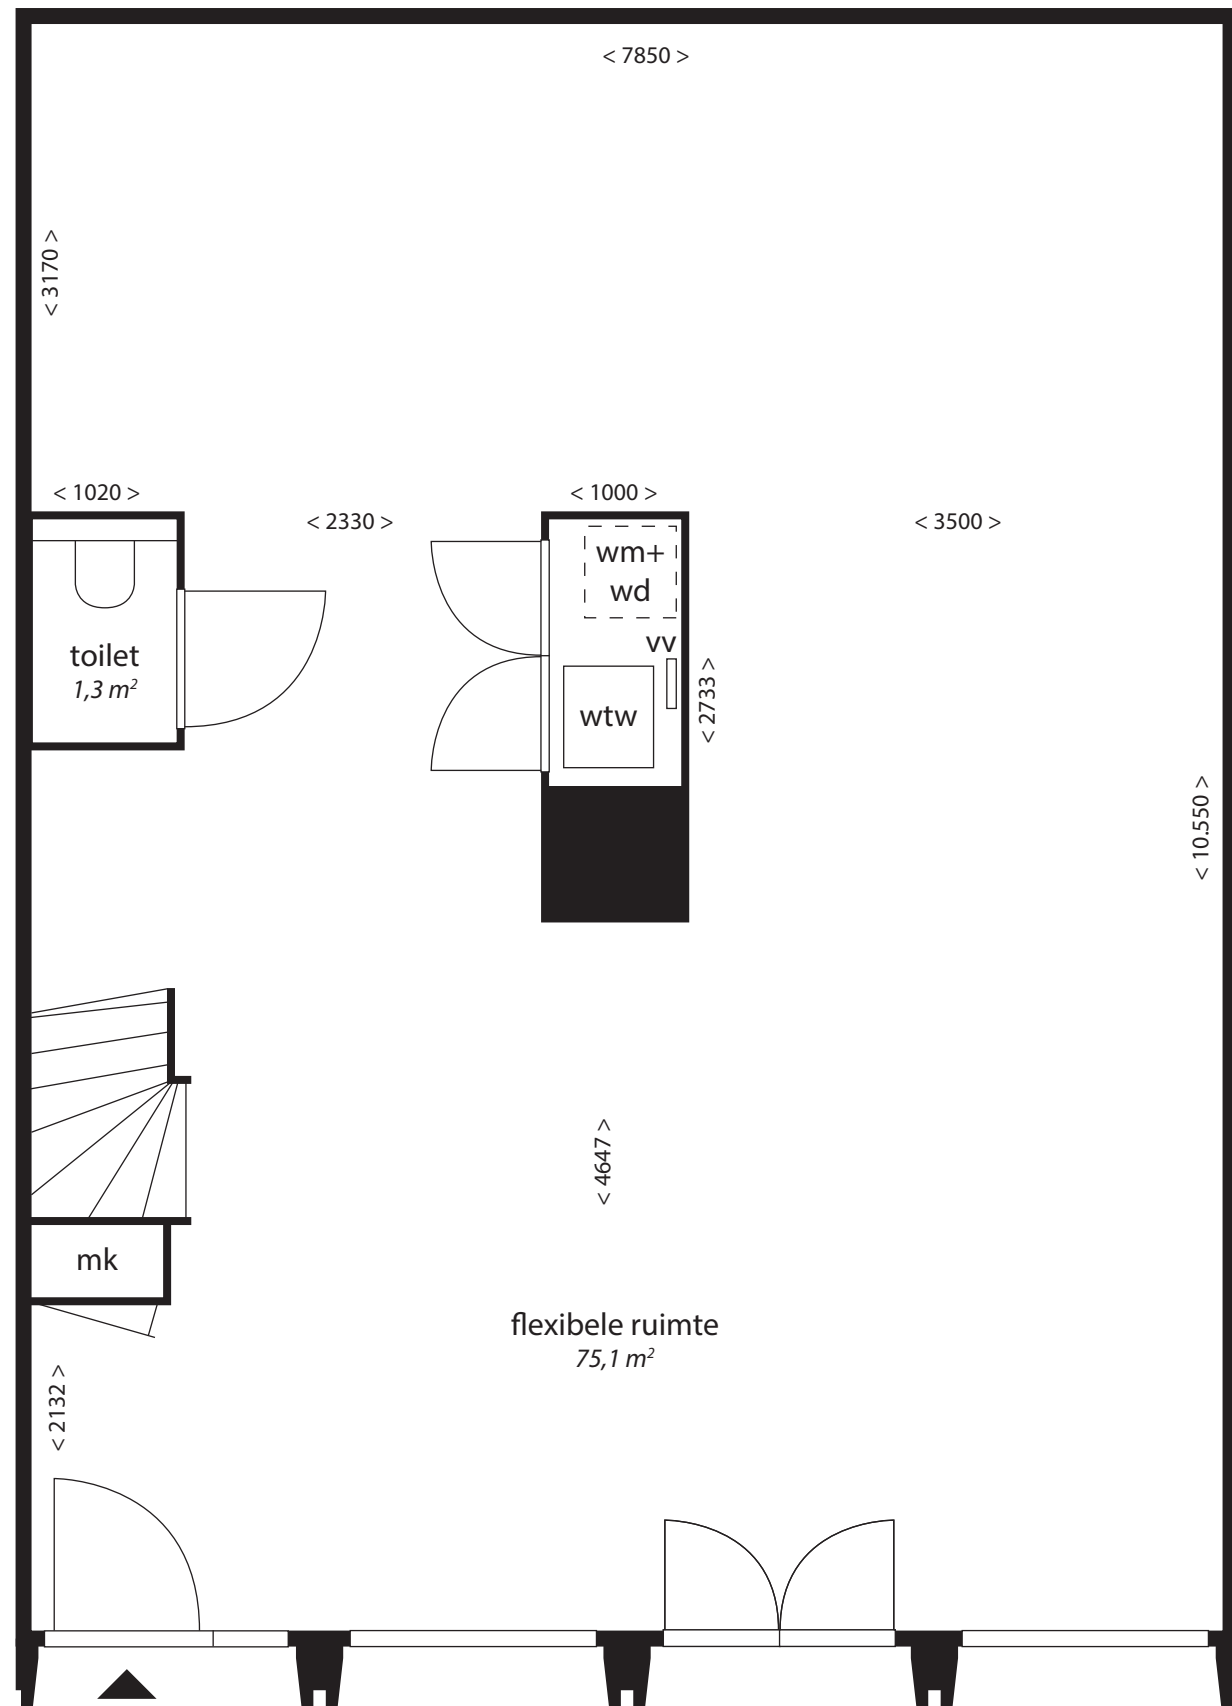 < 7850 >
< 3170 >
< 1020 >
< 1000 >
< 2330 >
< 3500 >
wm+
wd
vv
toilet
1,3 m²
wtw
< 2733 >
< 10.550 >
< 4647 >
mk
flexibele ruimte
75,1 m²
< 2132 >